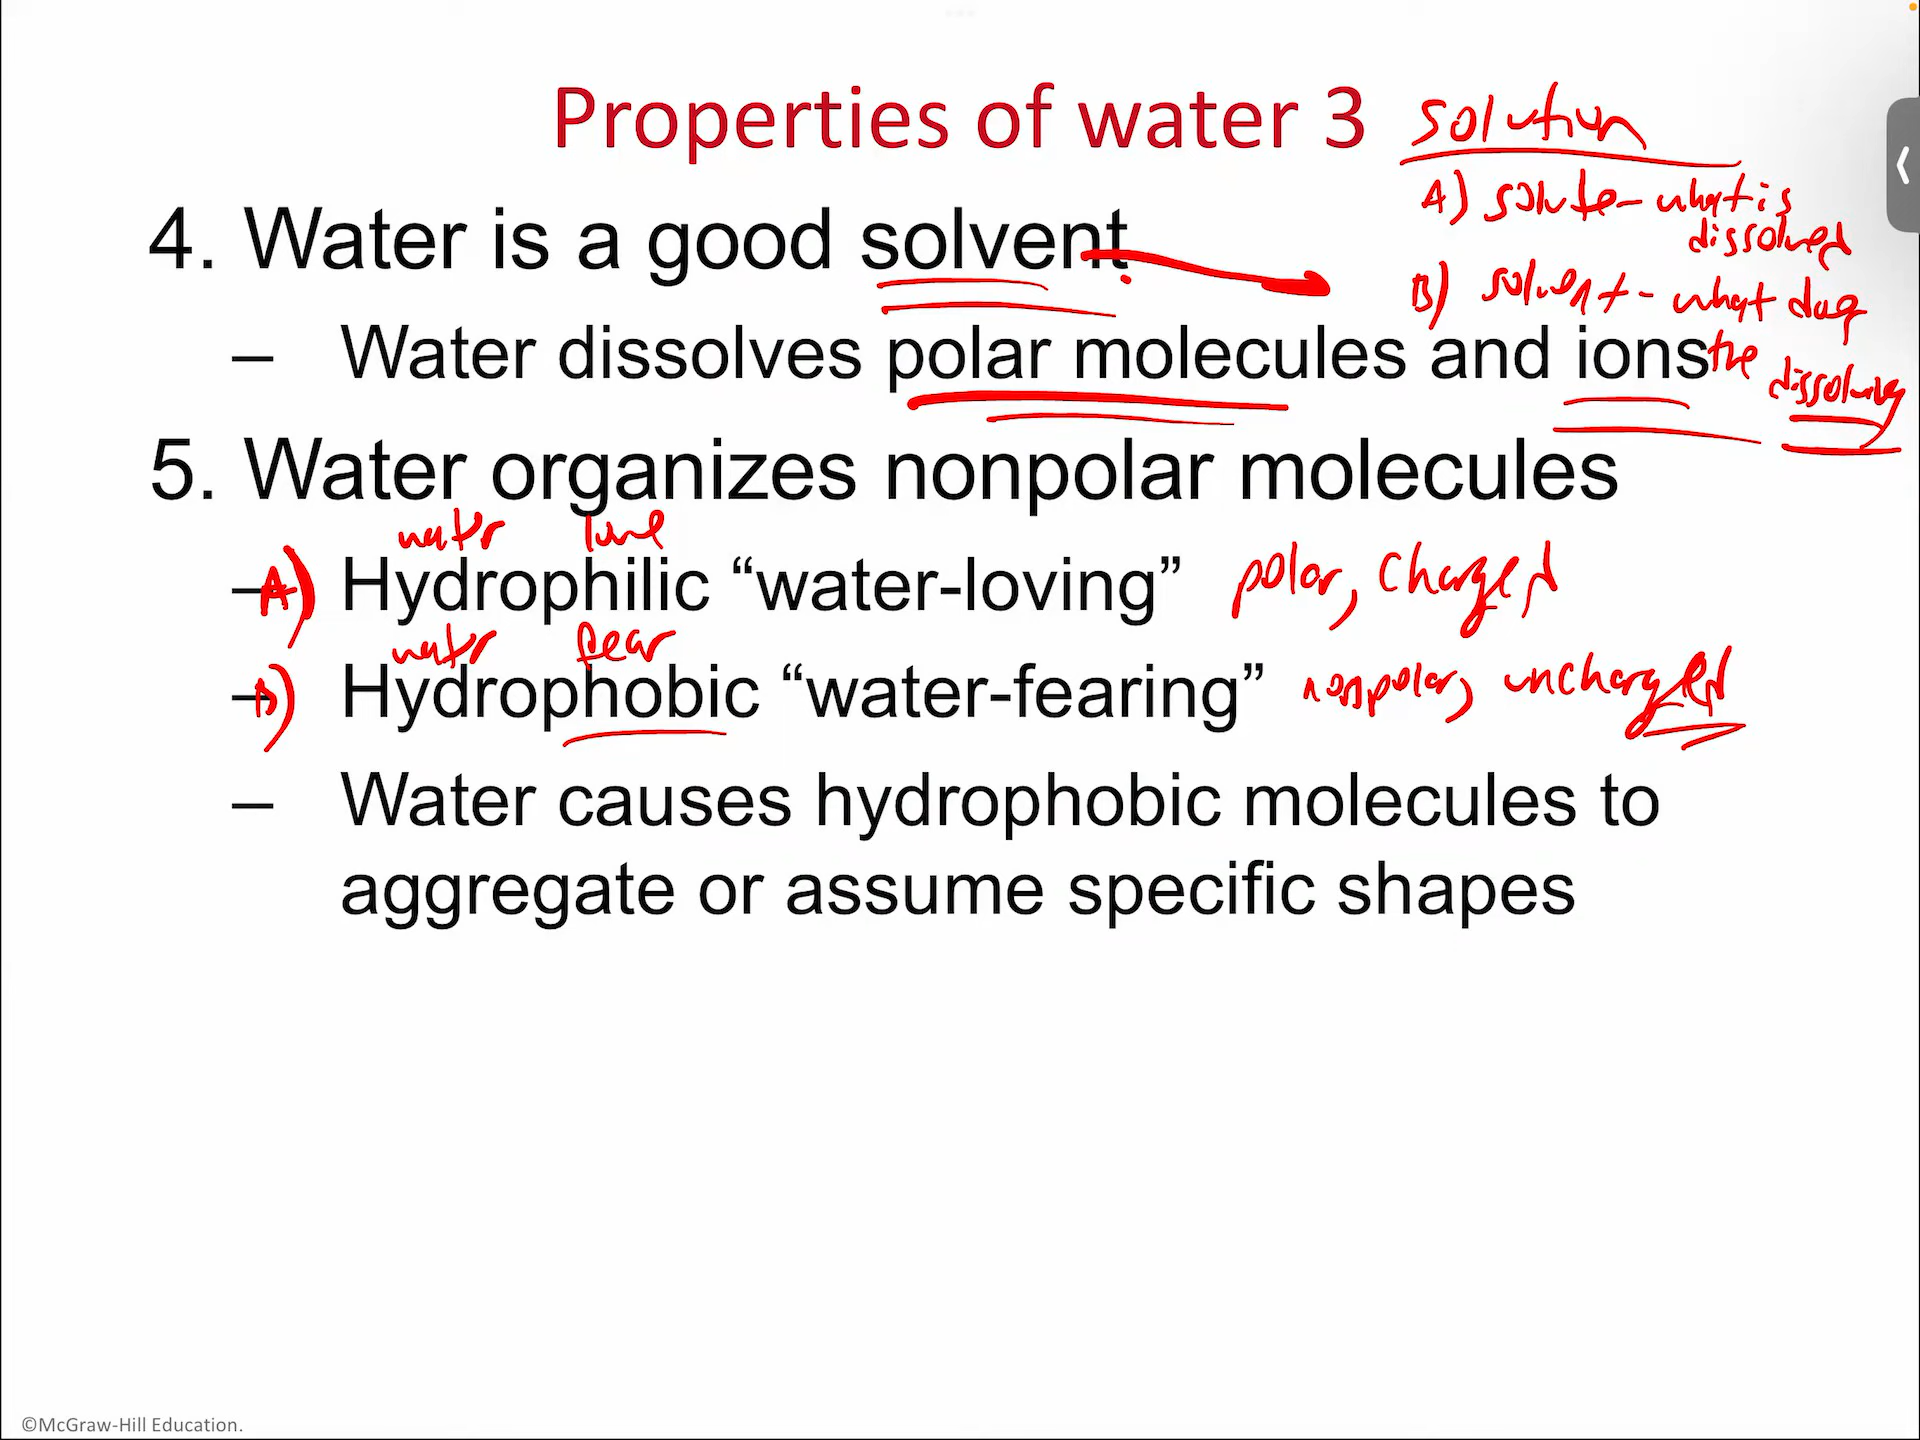 Properties of water 3
solution
A) solute - what is
dissolved
4. Water is a good solvent.
B) solvent - what does
– Water dissolves polar molecules and ions
the dissolving
5. Water organizes nonpolar molecules
water love
A) Hydrophilic “water-loving” polar, charged
water fear
B) Hydrophobic “water-fearing” nonpolar, uncharged
– Water causes hydrophobic molecules to
aggregate or assume specific shapes
©McGraw-Hill Education.